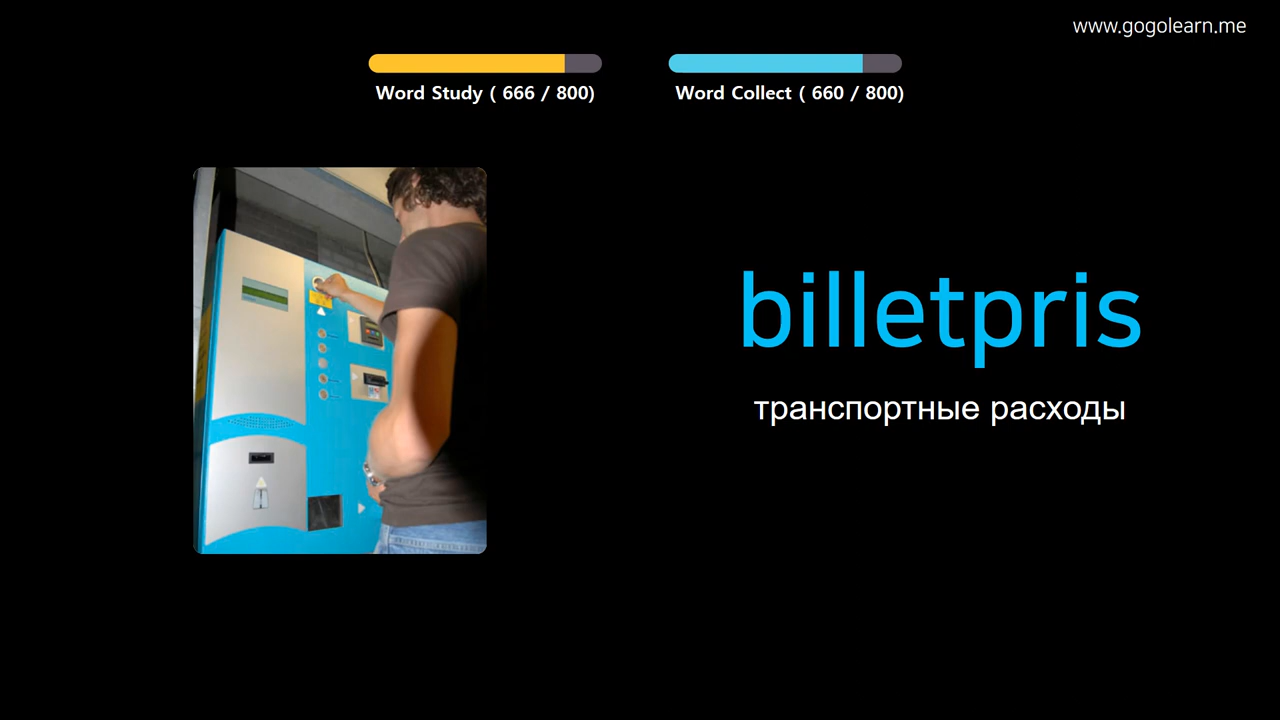 www.gogolearn.me
Word Study ( 666 / 800)
Word Collect ( 660 / 800)
billetpris
транспортные расходы